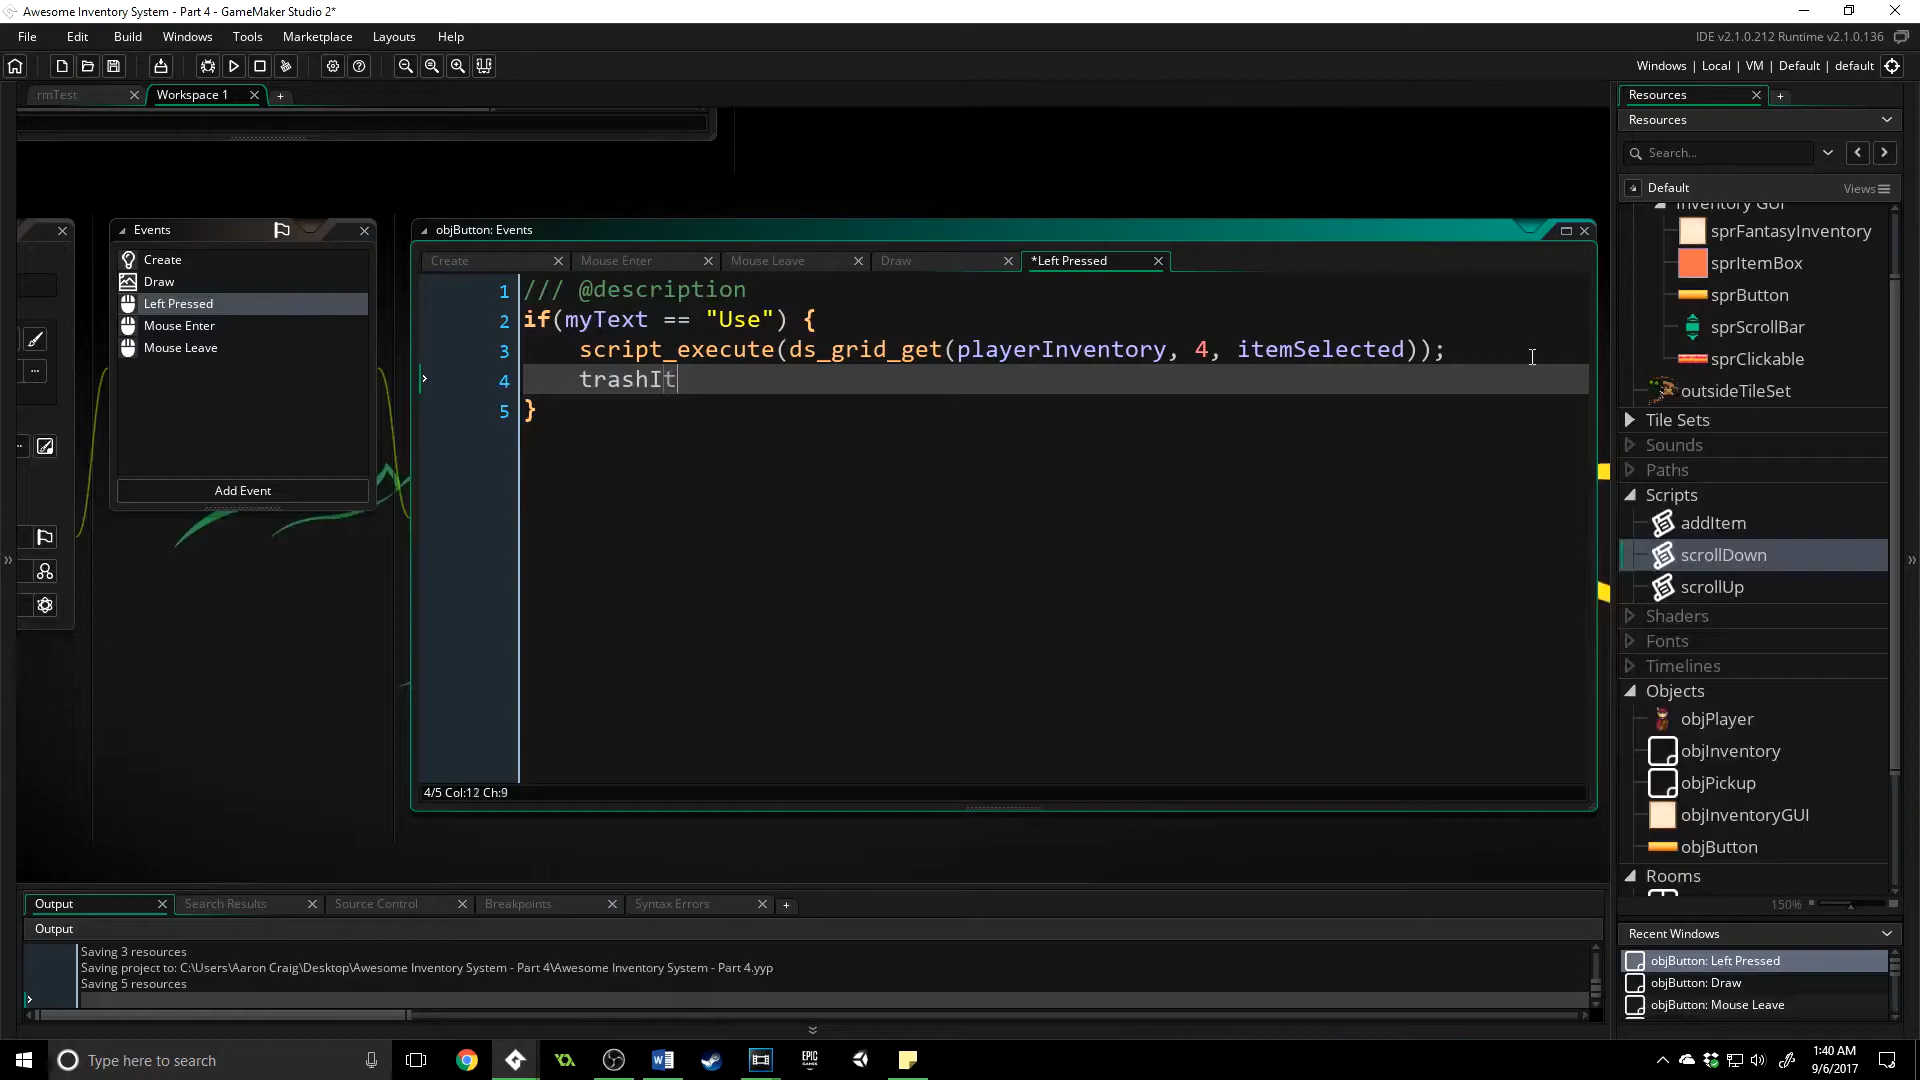 Awesome Inventory System - Part 4 - GameMaker Studio 2*
File Edit Build Windows Tools Marketplace Layouts Help
IDE v2.1.0.212 Runtime v2.1.0.136
Windows | Local | VM | Default | default
rmTest
Workspace 1
Resources
Resources
Search...
Default
Views
Inventory GUI
sprFantasyInventory
sprItemBox
sprButton
sprScrollBar
sprClickable
outsideTileSet
Tile Sets
Sounds
Paths
Scripts
addItem
scrollDown
scrollUp
Shaders
Fonts
Timelines
Objects
objPlayer
objInventory
objPickup
objInventoryGUI
objButton
Rooms
150%
Recent Windows
objButton: Left Pressed
objButton: Draw
objButton: Mouse Leave
Events
Create
Draw
Left Pressed
Mouse Enter
Mouse Leave
Add Event
objButton: Events
Create
Mouse Enter
Mouse Leave
Draw
*Left Pressed
1 /// @description
2 if(myText == "Use") {
3 script_execute(ds_grid_get(playerInventory, 4, itemSelected));
4 trashIt
5 }
4/5 Col:12 Ch:9
Output
Search Results
Source Control
Breakpoints
Syntax Errors
Output
Saving 3 resources
Saving project to: C:\Users\Aaron Craig\Desktop\Awesome Inventory System - Part 4\Awesome Inventory System - Part 4.yyp
Saving 5 resources
Type here to search
EPIC GAMES
1:40 AM
9/6/2017